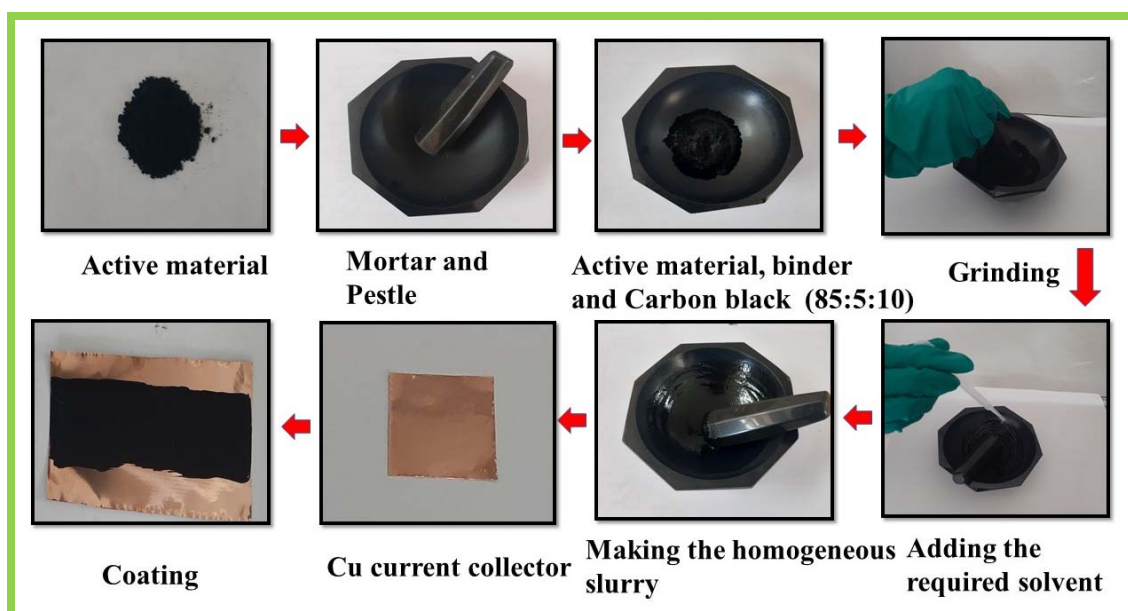 Active material
Mortar and
Pestle
Active material, binder
and Carbon black (85:5:10)
Grinding
Adding the
required solvent
Making the homogeneous
slurry
Cu current collector
Coating